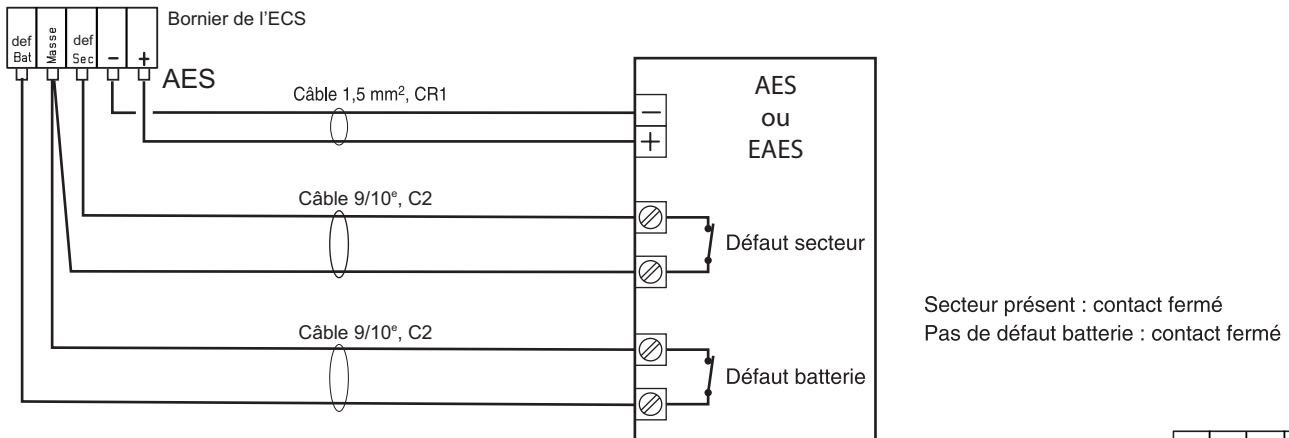 Bornier de l'ECS
def Bat
Masse
def Sec
−
+
AES
Câble 1,5 mm², CR1
−
+
AES
ou
EAES
Câble 9/10ᵉ, C2
Défaut secteur
Câble 9/10ᵉ, C2
Défaut batterie
Secteur présent : contact fermé
Pas de défaut batterie : contact fermé